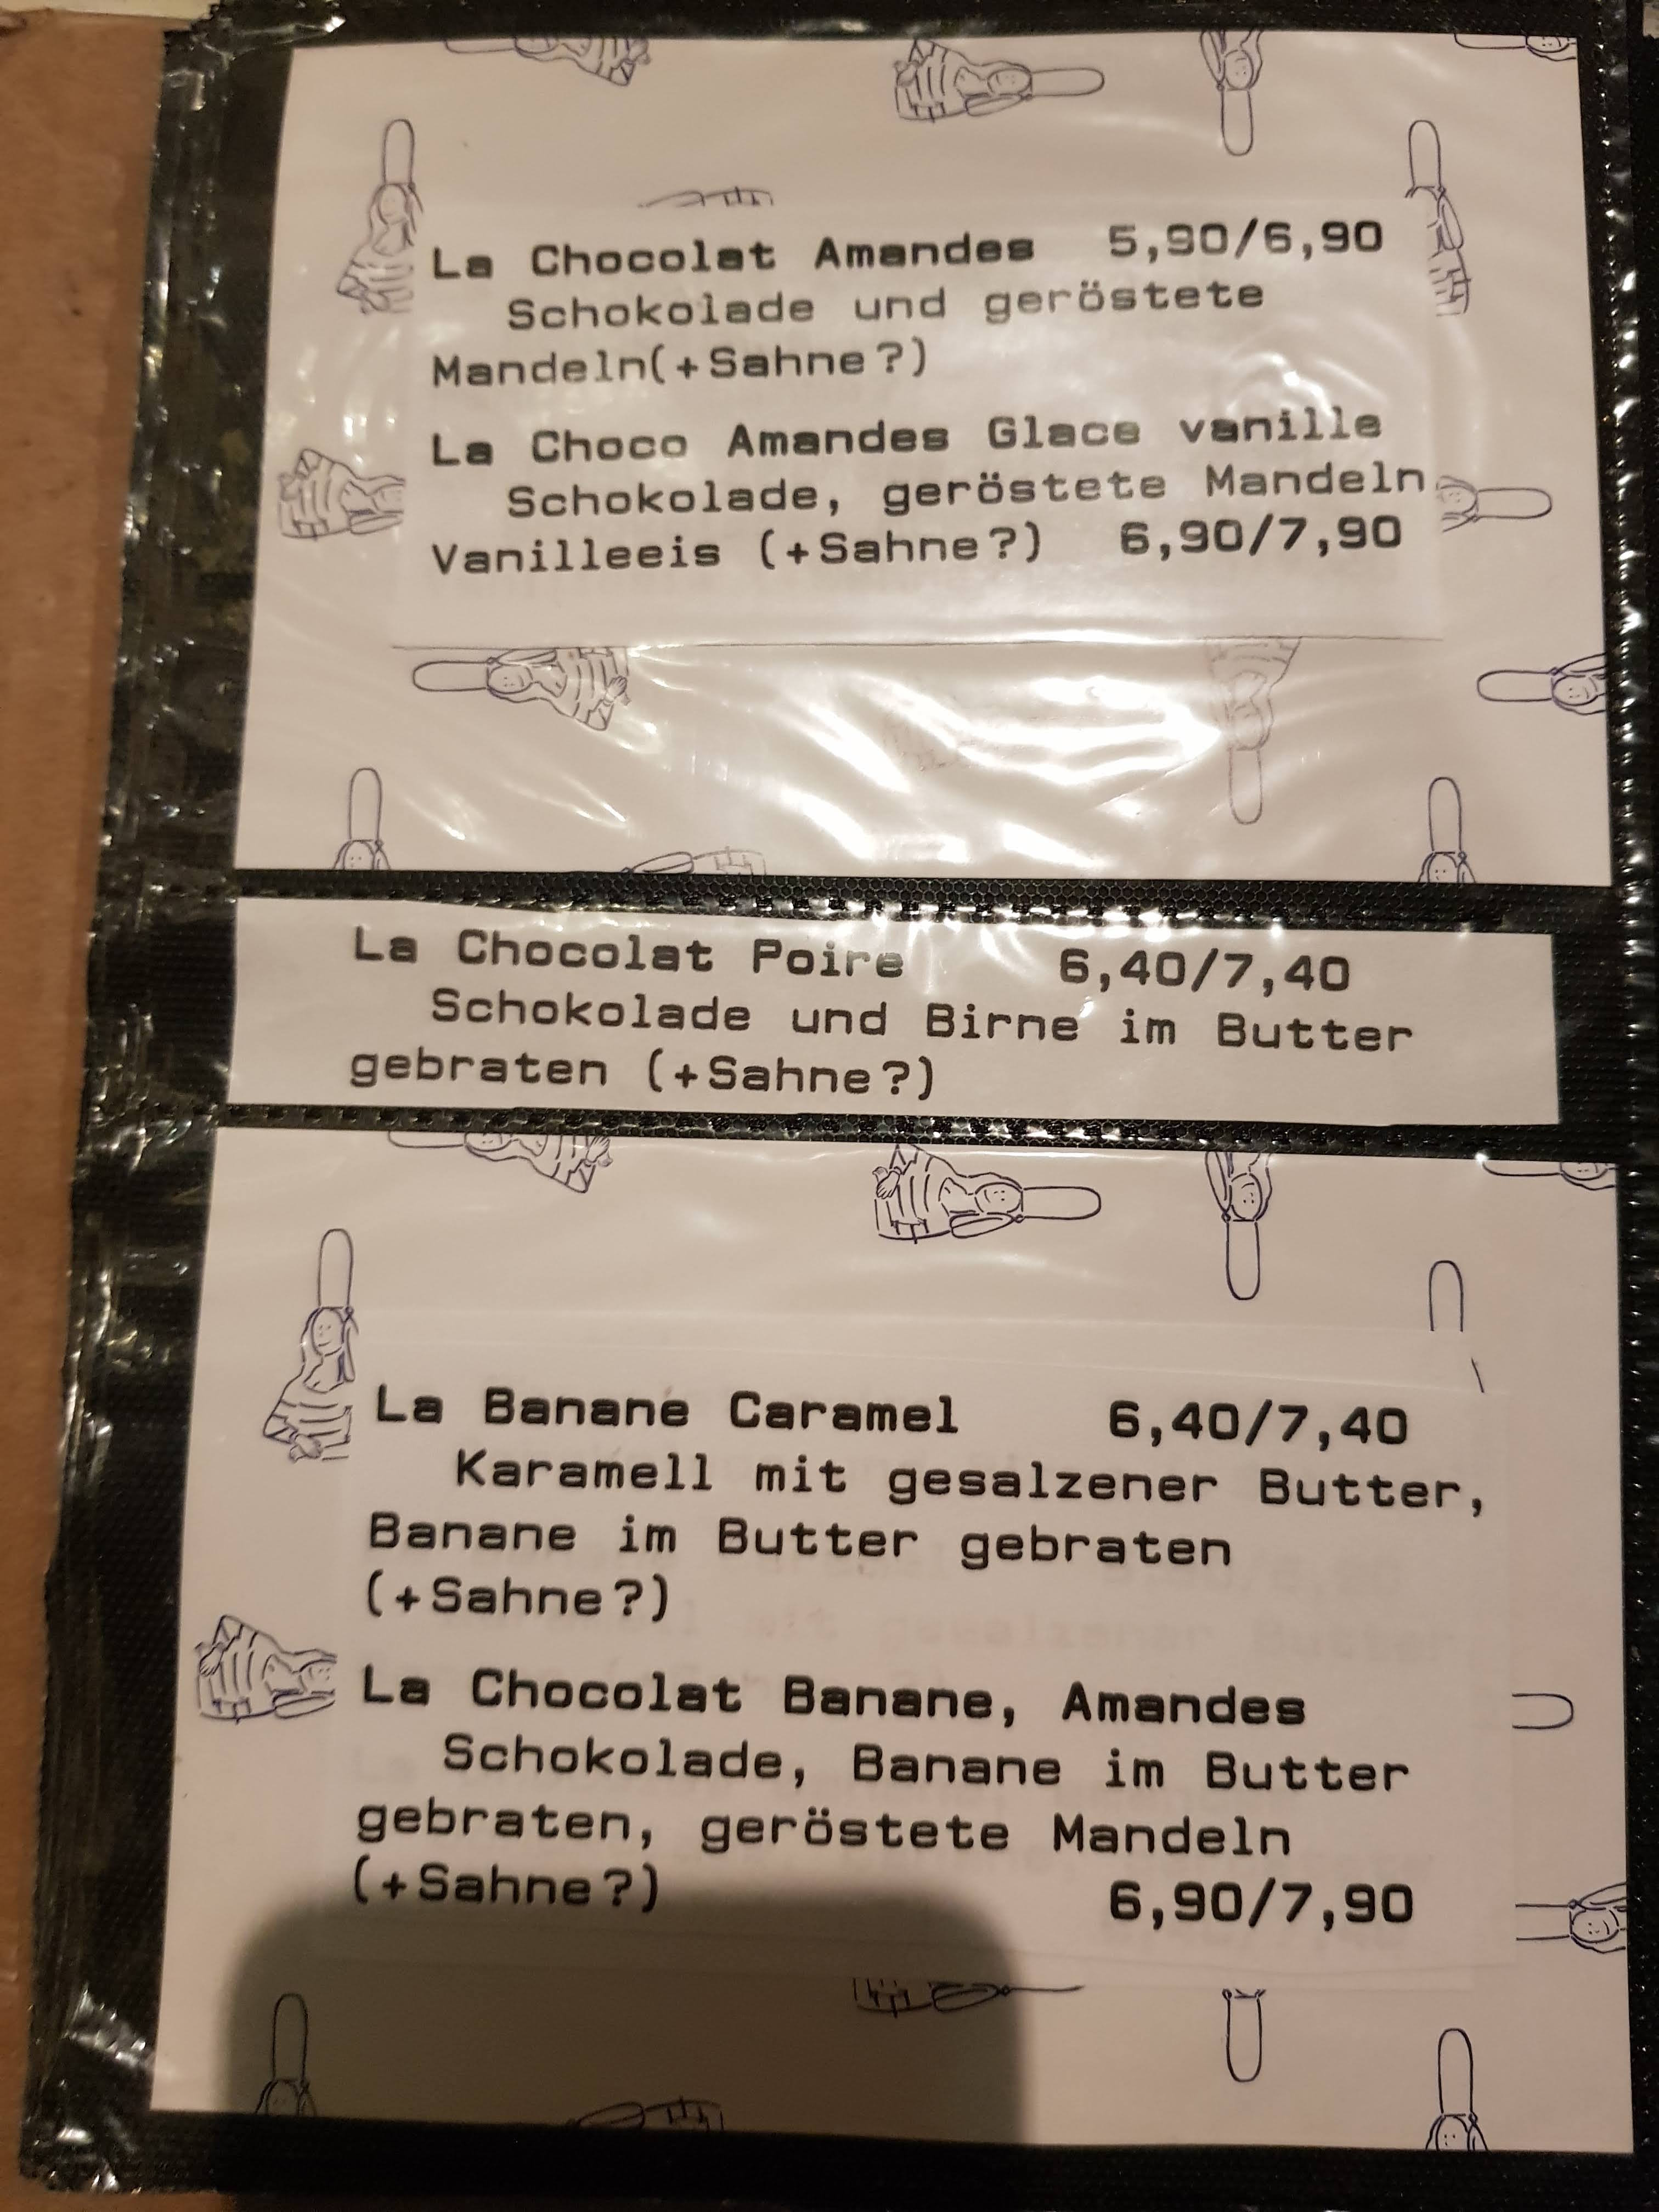 La Chocolat Amandes 5,90/6,90
Schokolade und geröstete
Mandeln(+Sahne?)
La Choco Amandes Glace vanille
Schokolade, geröstete Mandeln
Vanilleeis (+Sahne?) 6,90/7,90
La Chocolat Poire 6,40/7,40
Schokolade und Birne im Butter
gebraten (+Sahne?)
La Banane Caramel 6,40/7,40
Karamell mit gesalzener Butter,
Banane im Butter gebraten
(+Sahne?)
La Chocolat Banane, Amandes
Schokolade, Banane im Butter
gebraten, geröstete Mandeln
(+Sahne?) 6,90/7,90